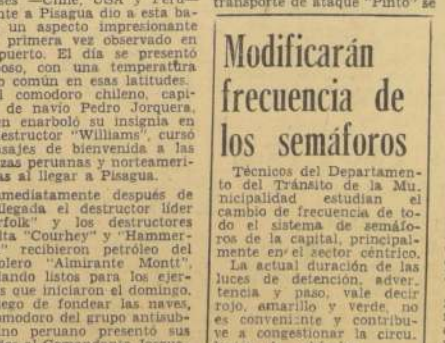 ses —Chile, USA y Perú—
nte a Pisagua dio a esta ba-
un aspecto impresionante
primera vez observado en
puerto. El día se presentó
oso, con una temperatura
común en esas latitudes.
l comodoro chileno, capi-
de navío Pedro Jorquera,
en enarboló su insignia en
destructor "Williams", cursó
sajes de bienvenida a las
zas peruanas y norteameri-
as al llegar a Pisagua.
mediatamente después de
llegada el destructor líder
rfolk" y los destructores
lta "Courhey" y "Hammer-
" recibieron petróleo del
olero "Almirante Montt",
dando listos para los ejer-
s que iniciaron el domingo.
ego de fondear las naves,
omodoro del grupo antisub-
ino peruano presentó sus
transporte de ataque "Pinto" se
Modificarán
frecuencia de
los semáforos
Técnicos del Departamen-
to del Tránsito de la Mu-
nicipalidad estudian el
cambio de frecuencia de to-
do el sistema de semáfo-
ros de la capital, principal-
mente en el sector céntrico.
La actual duración de las
luces de detención, adver-
tencia y paso, vale decir
rojo, amarillo y verde, no
es conveniente y contribu-
ye a congestionar la circu.